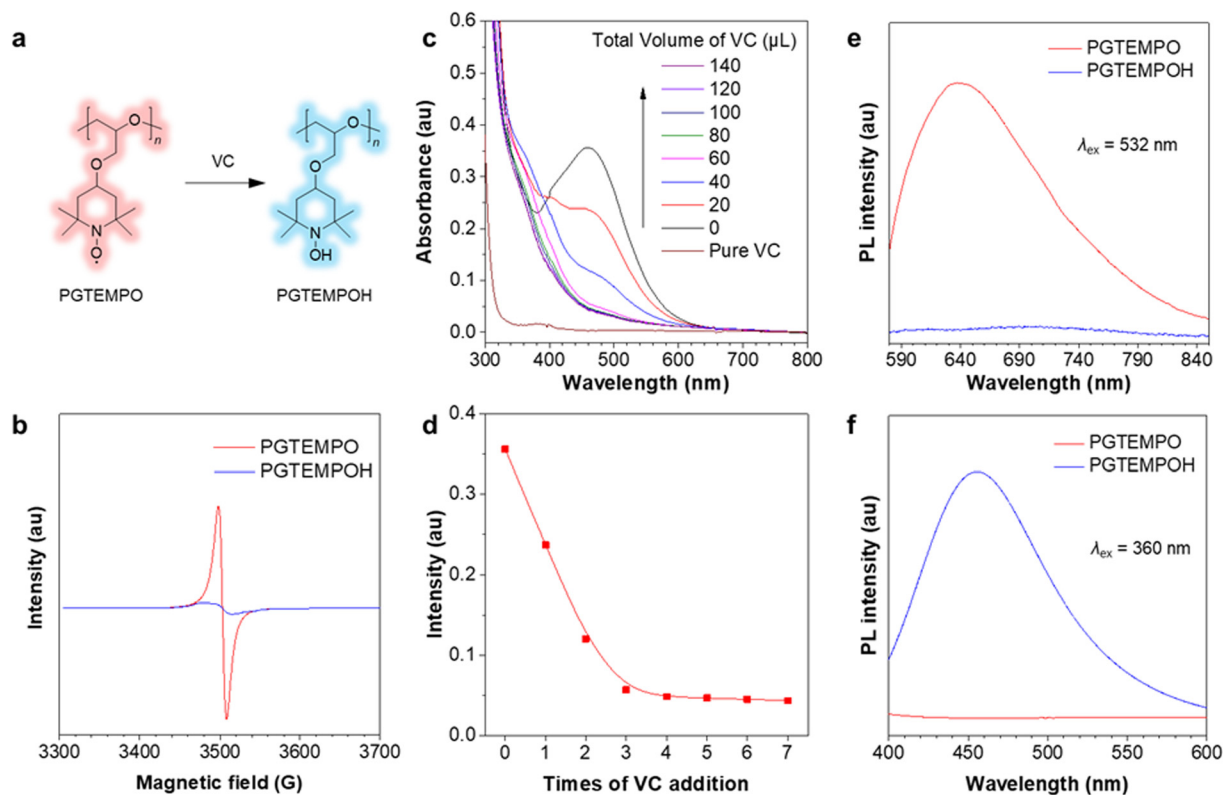 a
O
n
O
N
O•
PGTEMPO
VC
O
n
O
N
OH
PGTEMPOH
c
Total Volume of VC (µL)
140
120
100
80
60
40
20
0
Pure VC
0.6
0.5
0.4
0.3
0.2
0.1
0.0
Absorbance (au)
300 400 500 600 700 800
Wavelength (nm)
e
PGTEMPO
PGTEMPOH
λex = 532 nm
PL intensity (au)
590 640 690 740 790 840
Wavelength (nm)
b
PGTEMPO
PGTEMPOH
Intensity (au)
3300 3400 3500 3600 3700
Magnetic field (G)
d
0.4
0.3
0.2
0.1
0.0
Intensity (au)
0 1 2 3 4 5 6 7
Times of VC addition
f
PGTEMPO
PGTEMPOH
λex = 360 nm
PL intensity (au)
400 450 500 550 600
Wavelength (nm)